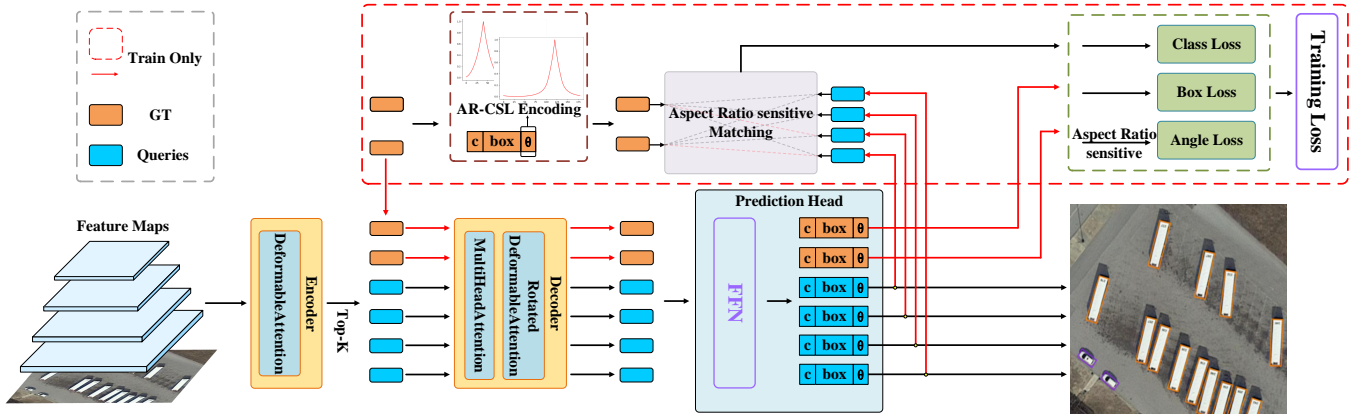 Train Only
GT
Queries
AR-CSL Encoding
c box θ
Aspect Ratio sensitive
Matching
Class Loss
Box Loss
Aspect Ratio
sensitive
Angle Loss
Training Loss
Feature Maps
DeformableAttention
Encoder
Top-K
MultiHeadAttention
Rotated
DeformableAttention
Decoder
Prediction Head
FFN
c box θ
c box θ
c box θ
c box θ
c box θ
c box θ